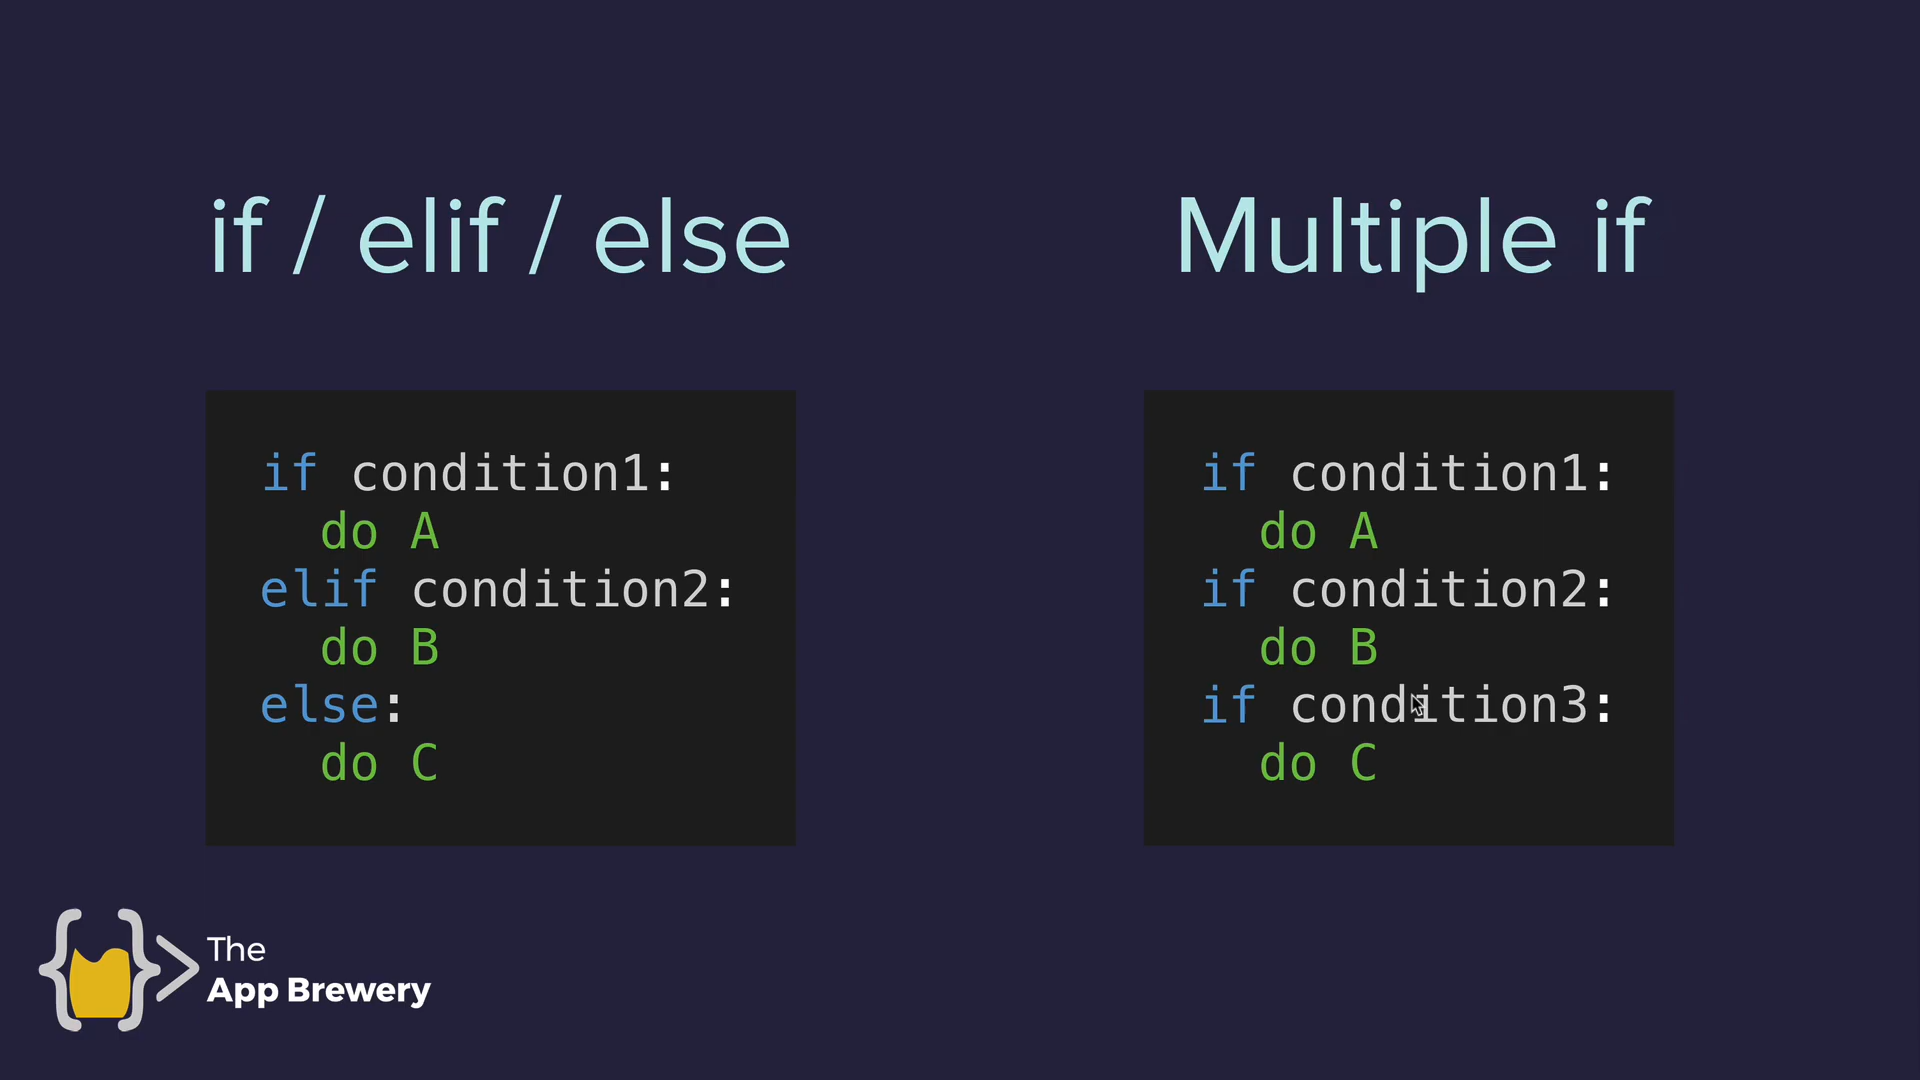 if / elif / else
if condition1:
  do A
elif condition2:
  do B
else:
  do C
Multiple if
if condition1:
  do A
if condition2:
  do B
if condition3:
  do C
The
App Brewery